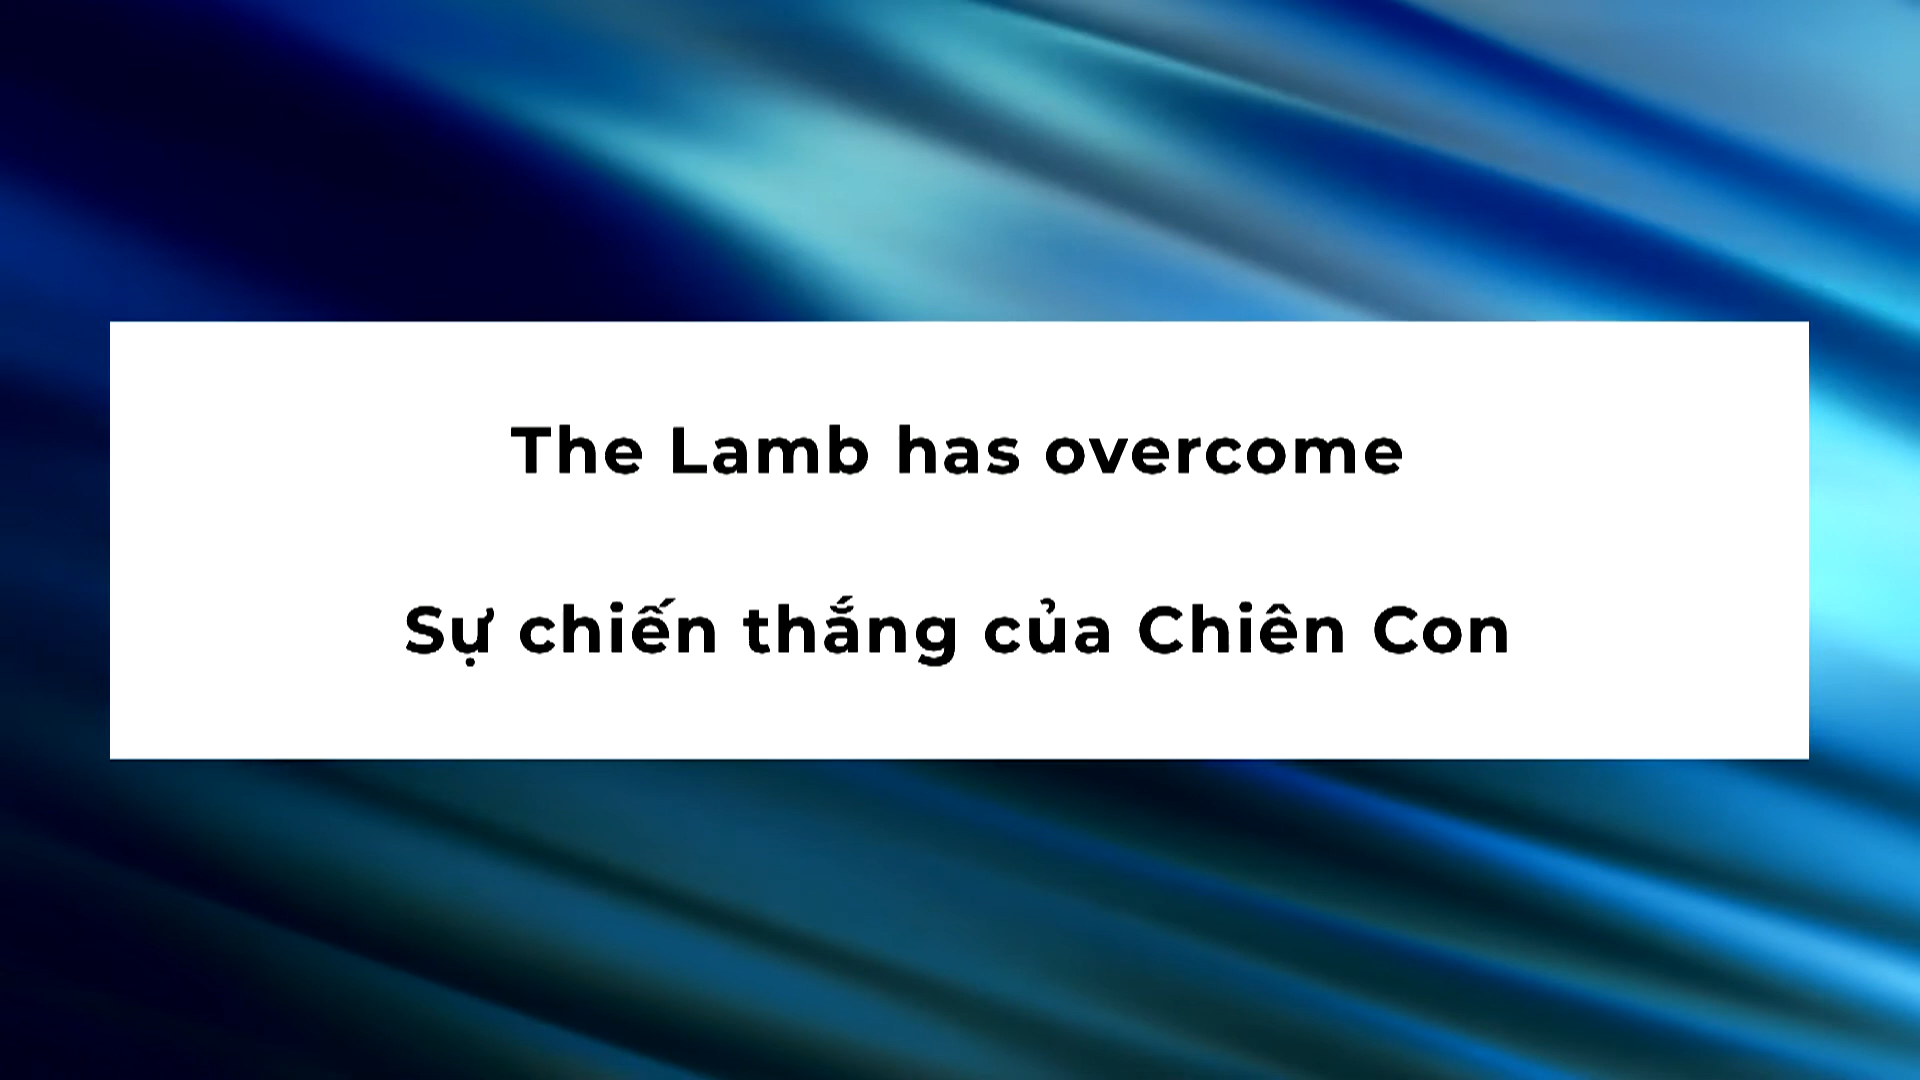 The Lamb has overcome
Sự chiến thắng của Chiên Con